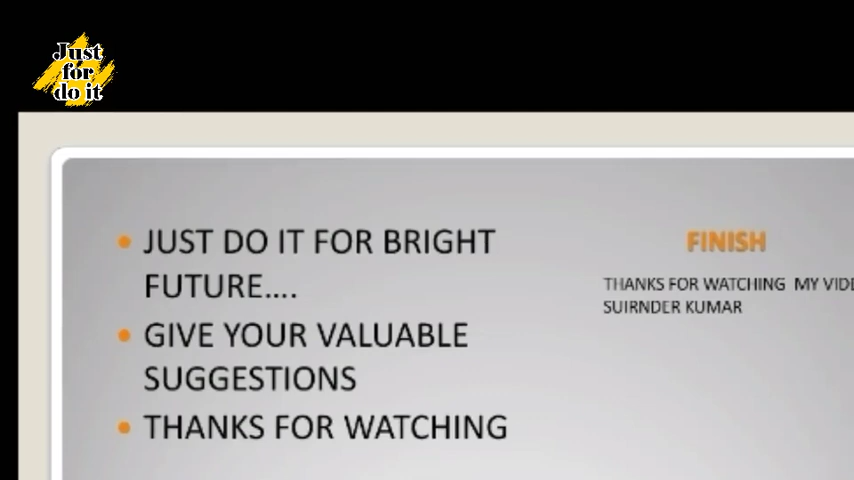 Just
for
do it
JUST DO IT FOR BRIGHT
FUTURE....
GIVE YOUR VALUABLE
SUGGESTIONS
THANKS FOR WATCHING
FINISH
THANKS FOR WATCHING MY
SUIRNDER KUMAR